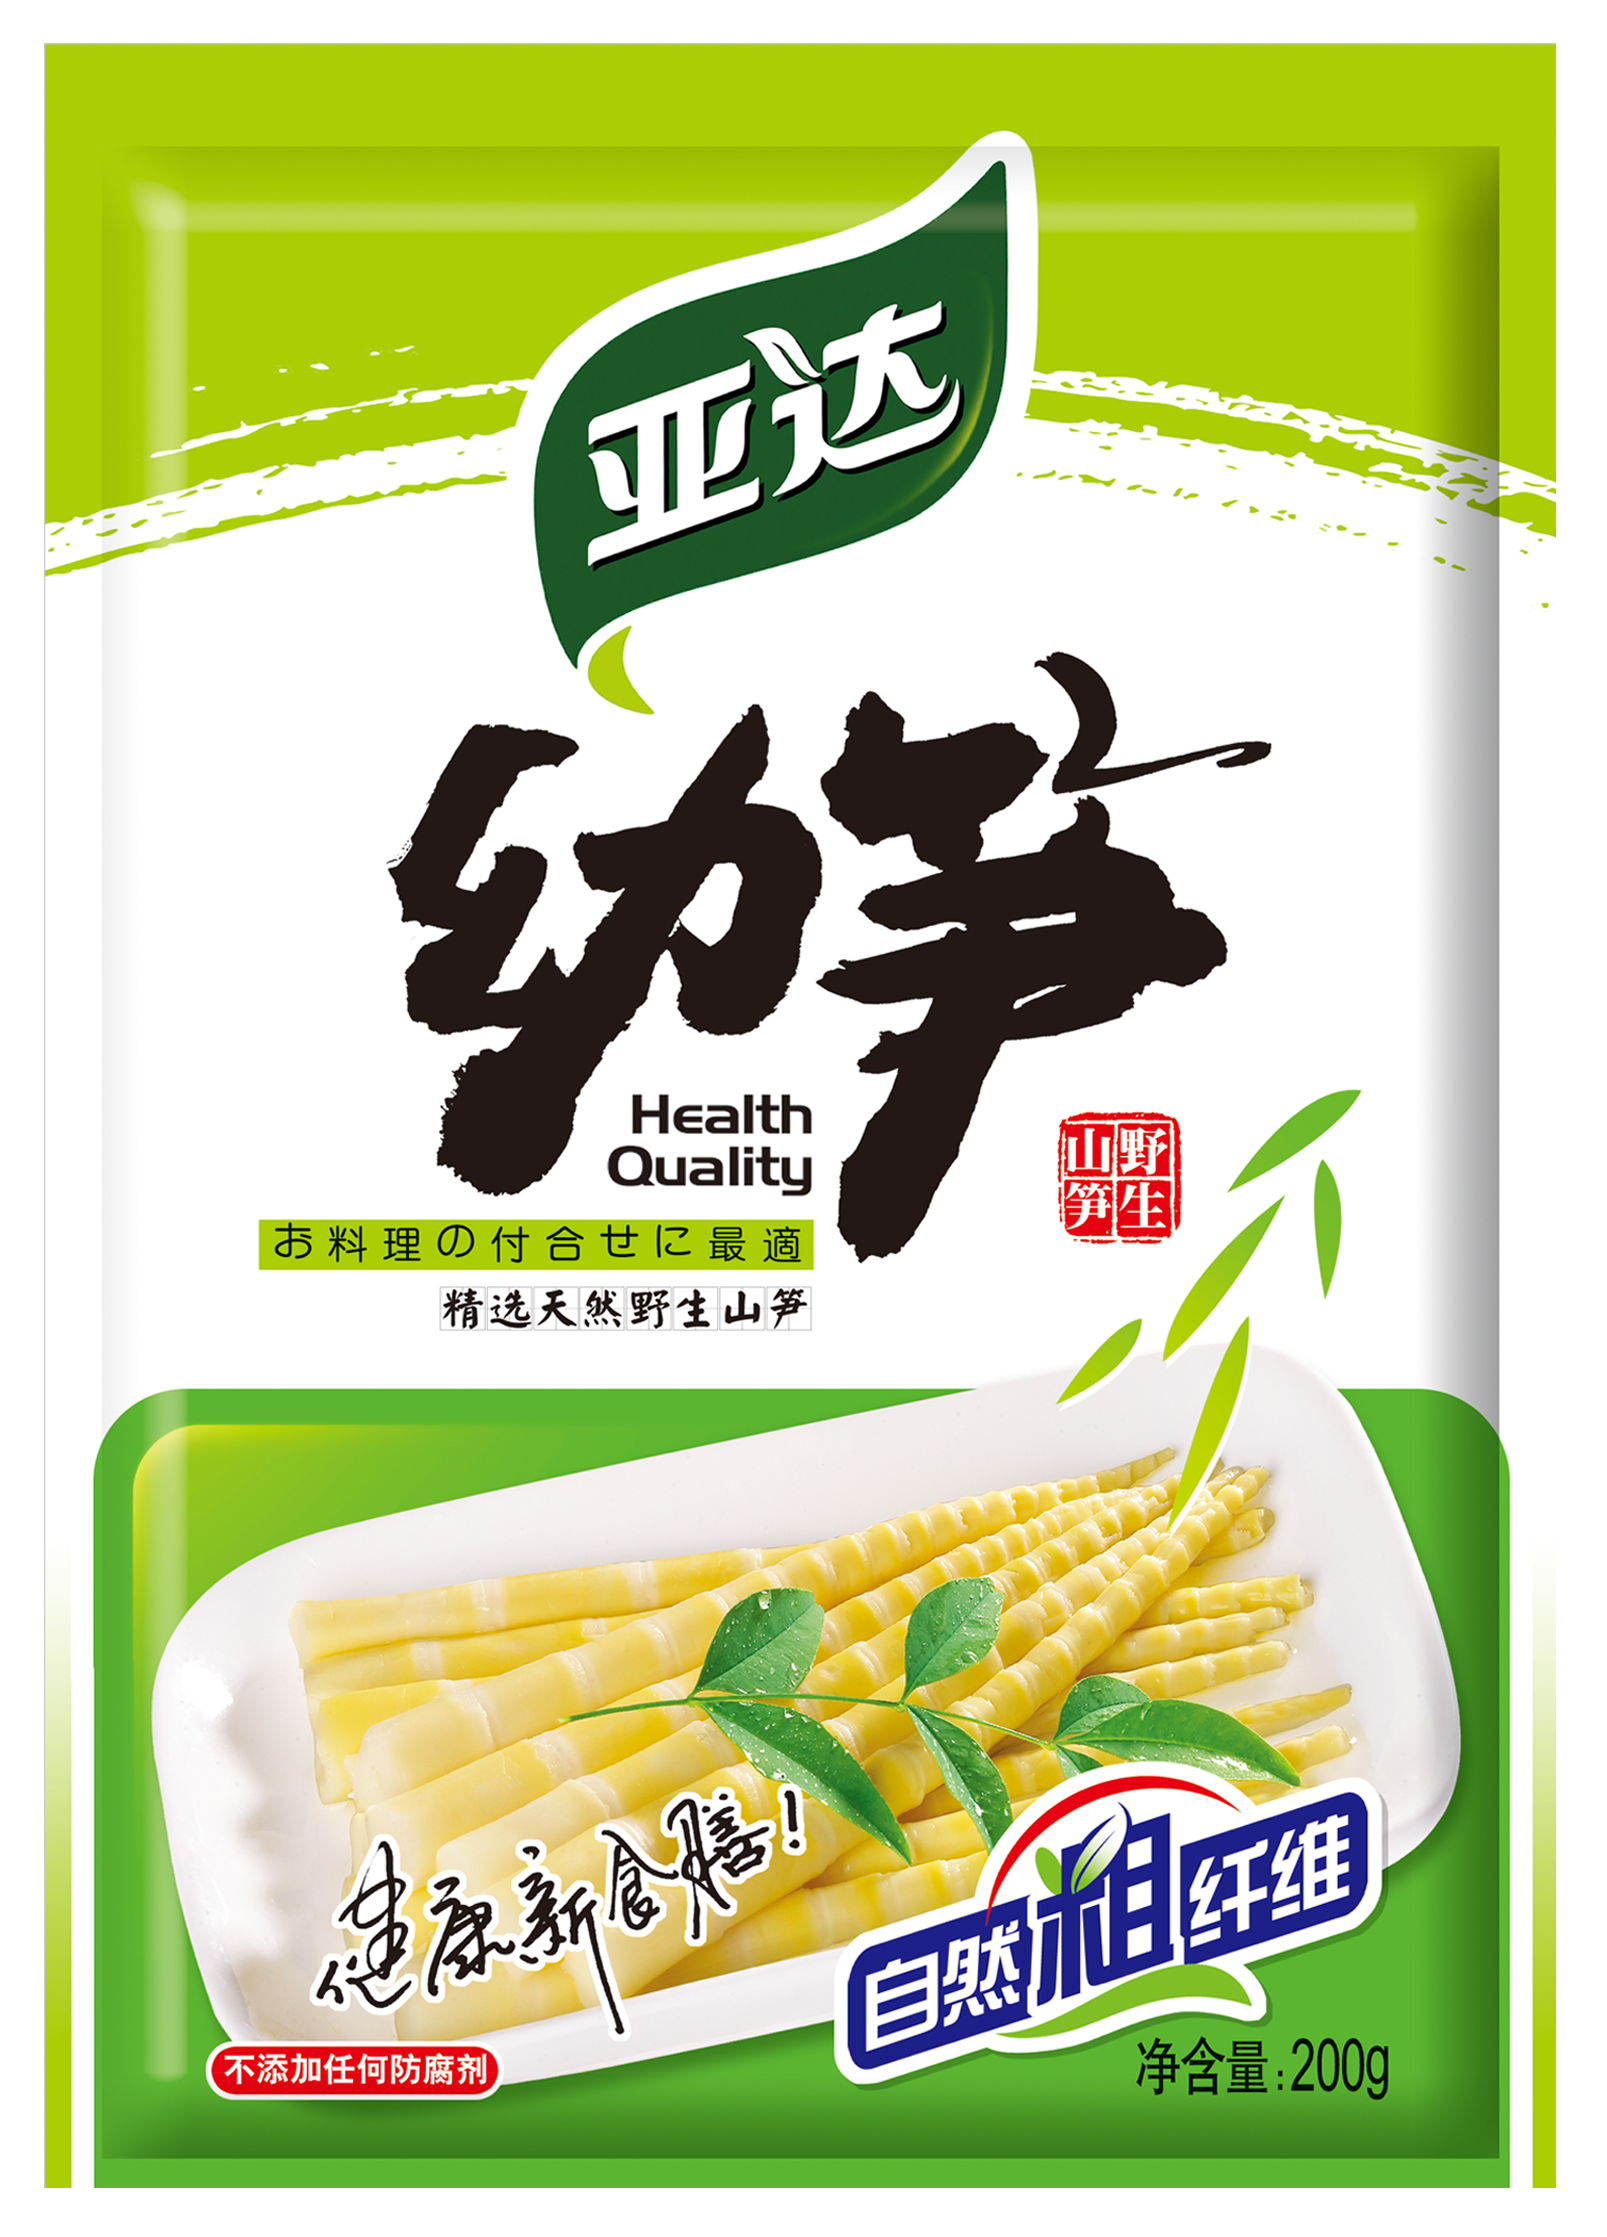 亚达
幼笋
Health
Quality
野生
山笋
お料理の付合せに最適
精选天然野生山笋
健康新食膳!
自然粗纤维
不添加任何防腐剂
净含量:200g